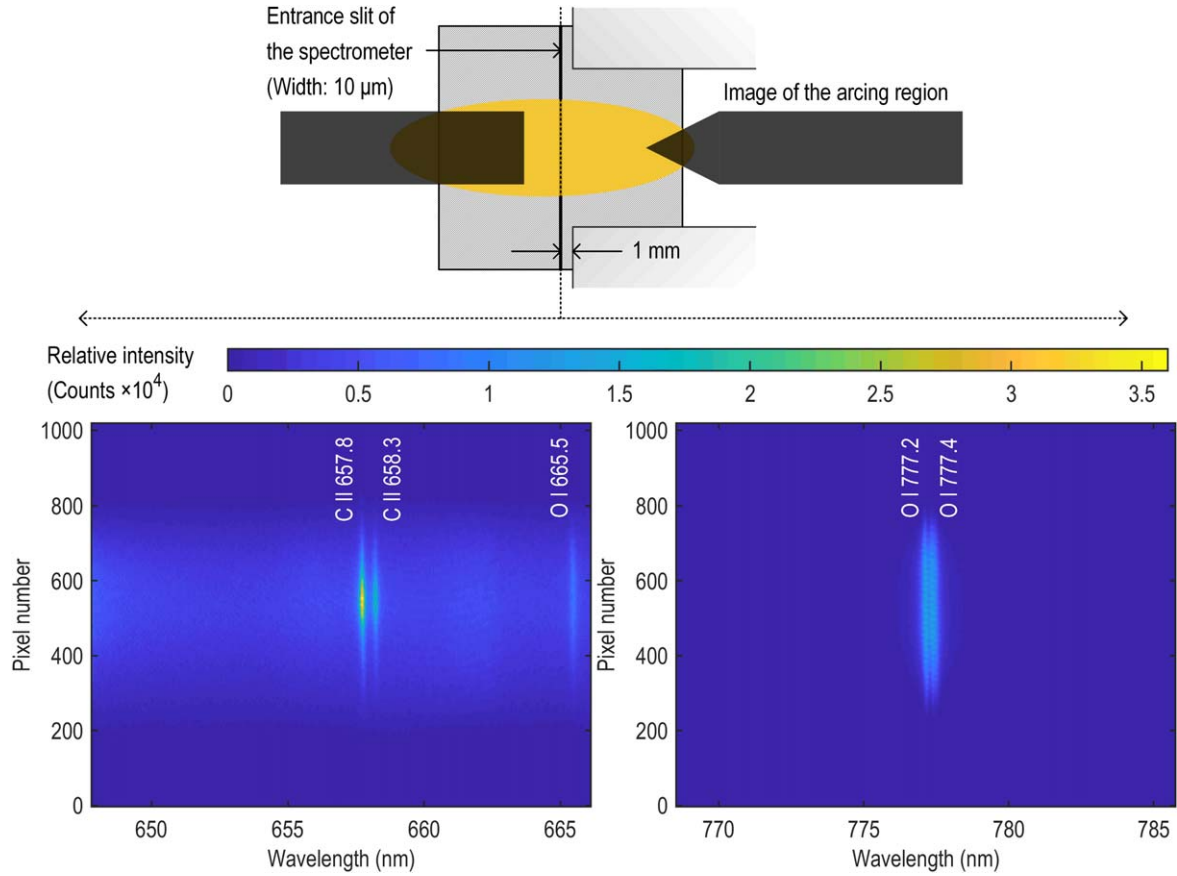 Entrance slit of
the spectrometer
(Width: 10 µm)
Image of the arcing region
1 mm
Relative intensity
(Counts ×10⁴)
0 0.5 1 1.5 2 2.5 3 3.5
1000
800
600
400
200
0
Pixel number
C II 657.8
C II 658.3
O I 665.5
650 655 660 665
Wavelength (nm)
1000
800
600
400
200
0
Pixel number
O I 777.2
O I 777.4
770 775 780 785
Wavelength (nm)